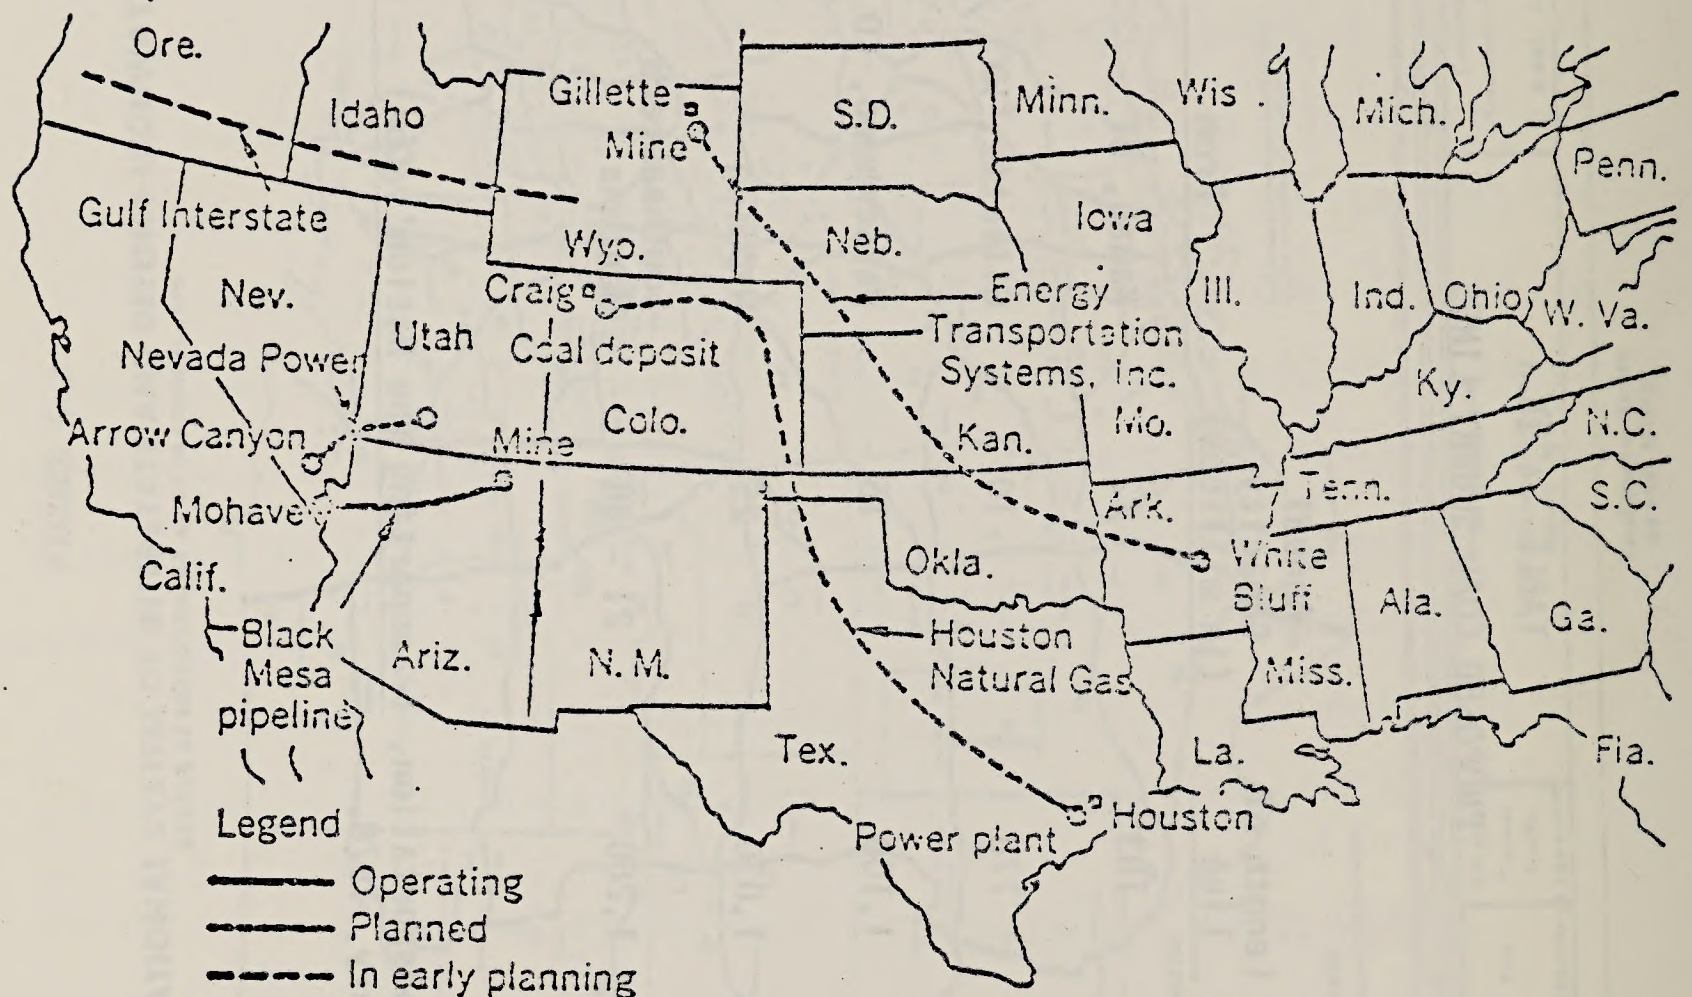 Ore.
Idaho
Gillette
Mine
S.D.
Minn.
Wis.
Mich.
Penn.
Gulf Interstate
Wyo.
Neb.
Iowa
Nev.
Utah
Craig
Coal deposit
Colo.
Energy
Transportation
Systems, Inc.
Ill.
Ind.
Ohio
W. Va.
Nevada Power
Arrow Canyon
Mine
Kan.
Mo.
Ky.
N.C.
Mohave
Ark.
Tenn.
S.C.
Calif.
Okla.
White
Bluff
Ala.
Ga.
Black
Mesa
pipeline
Ariz.
N. M.
Houston
Natural Gas
Miss.
Tex.
La.
Fla.
Power plant
Houston
Legend
Operating
Planned
In early planning